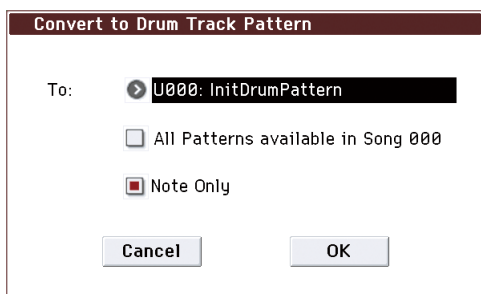 Convert to Drum Track Pattern
To: U000: InitDrumPattern
All Patterns available in Song 000
Note Only
Cancel OK